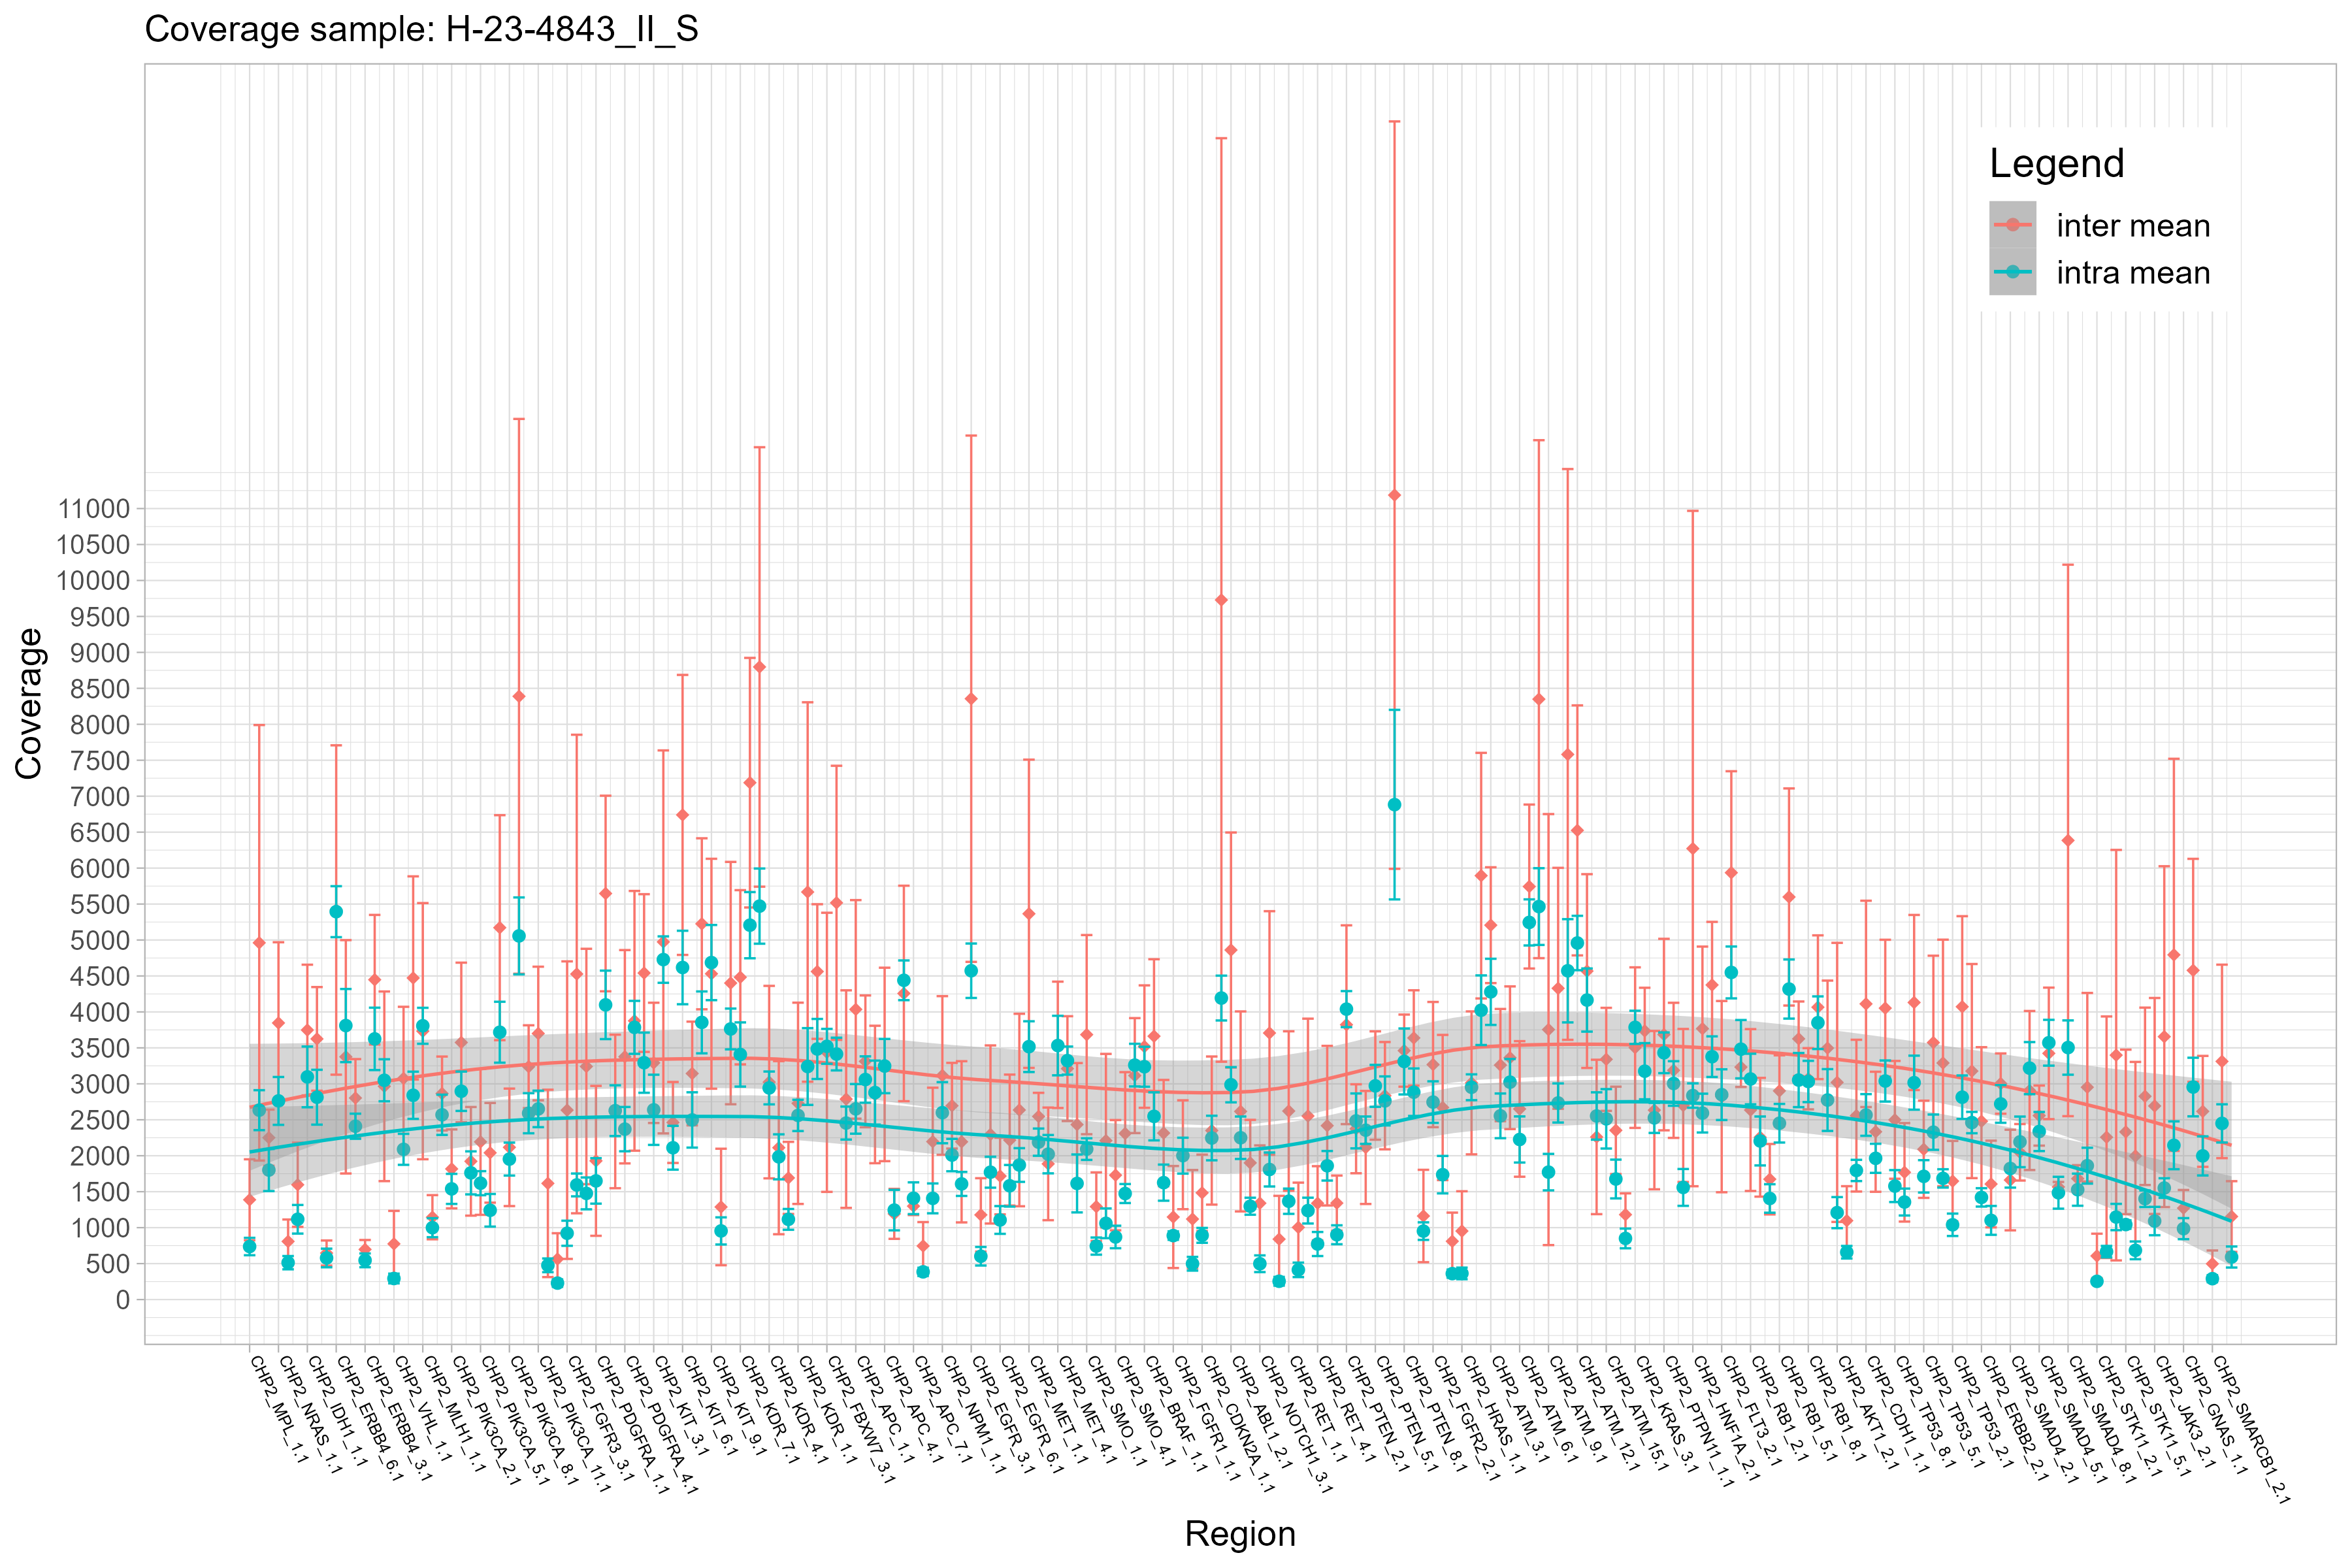 Coverage sample: H-23-4843_II_S
Legend
inter mean
intra mean
Coverage
11000
10500
10000
9500
9000
8500
8000
7500
7000
6500
6000
5500
5000
4500
4000
3500
3000
2500
2000
1500
1000
500
0
CHP2_MPL_1.1
CHP2_NRAS_1.1
CHP2_IDH1_1.1
CHP2_ERBB4_6.1
CHP2_ERBB4_3.1
CHP2_VHL_1.1
CHP2_MLH1_1.1
CHP2_PIK3CA_2.1
CHP2_PIK3CA_5.1
CHP2_PIK3CA_8.1
CHP2_PIK3CA_11.1
CHP2_FGFR3_3.1
CHP2_PDGFRA_1.1
CHP2_PDGFRA_4.1
CHP2_KIT_3.1
CHP2_KIT_6.1
CHP2_KIT_9.1
CHP2_KDR_7.1
CHP2_KDR_4.1
CHP2_KDR_1.1
CHP2_FBXW7_3.1
CHP2_APC_1.1
CHP2_APC_4.1
CHP2_APC_7.1
CHP2_NPM1_1.1
CHP2_EGFR_3.1
CHP2_EGFR_6.1
CHP2_MET_1.1
CHP2_MET_4.1
CHP2_SMO_1.1
CHP2_SMO_4.1
CHP2_BRAF_1.1
CHP2_FGFR1_1.1
CHP2_CDKN2A_1.1
CHP2_ABL1_2.1
CHP2_NOTCH1_3.1
CHP2_RET_1.1
CHP2_RET_4.1
CHP2_PTEN_2.1
CHP2_PTEN_5.1
CHP2_PTEN_8.1
CHP2_FGFR2_2.1
CHP2_HRAS_1.1
CHP2_ATM_3.1
CHP2_ATM_6.1
CHP2_ATM_9.1
CHP2_ATM_12.1
CHP2_ATM_15.1
CHP2_KRAS_3.1
CHP2_PTPN11_1.1
CHP2_HNF1A_2.1
CHP2_FLT3_2.1
CHP2_RB1_2.1
CHP2_RB1_5.1
CHP2_RB1_8.1
CHP2_AKT1_2.1
CHP2_CDH1_1.1
CHP2_TP53_8.1
CHP2_TP53_5.1
CHP2_TP53_2.1
CHP2_ERBB2_2.1
CHP2_SMAD4_2.1
CHP2_SMAD4_5.1
CHP2_SMAD4_8.1
CHP2_STK11_2.1
CHP2_STK11_5.1
CHP2_JAK3_2.1
CHP2_GNAS_1.1
CHP2_SMARCB1_2.1
Region